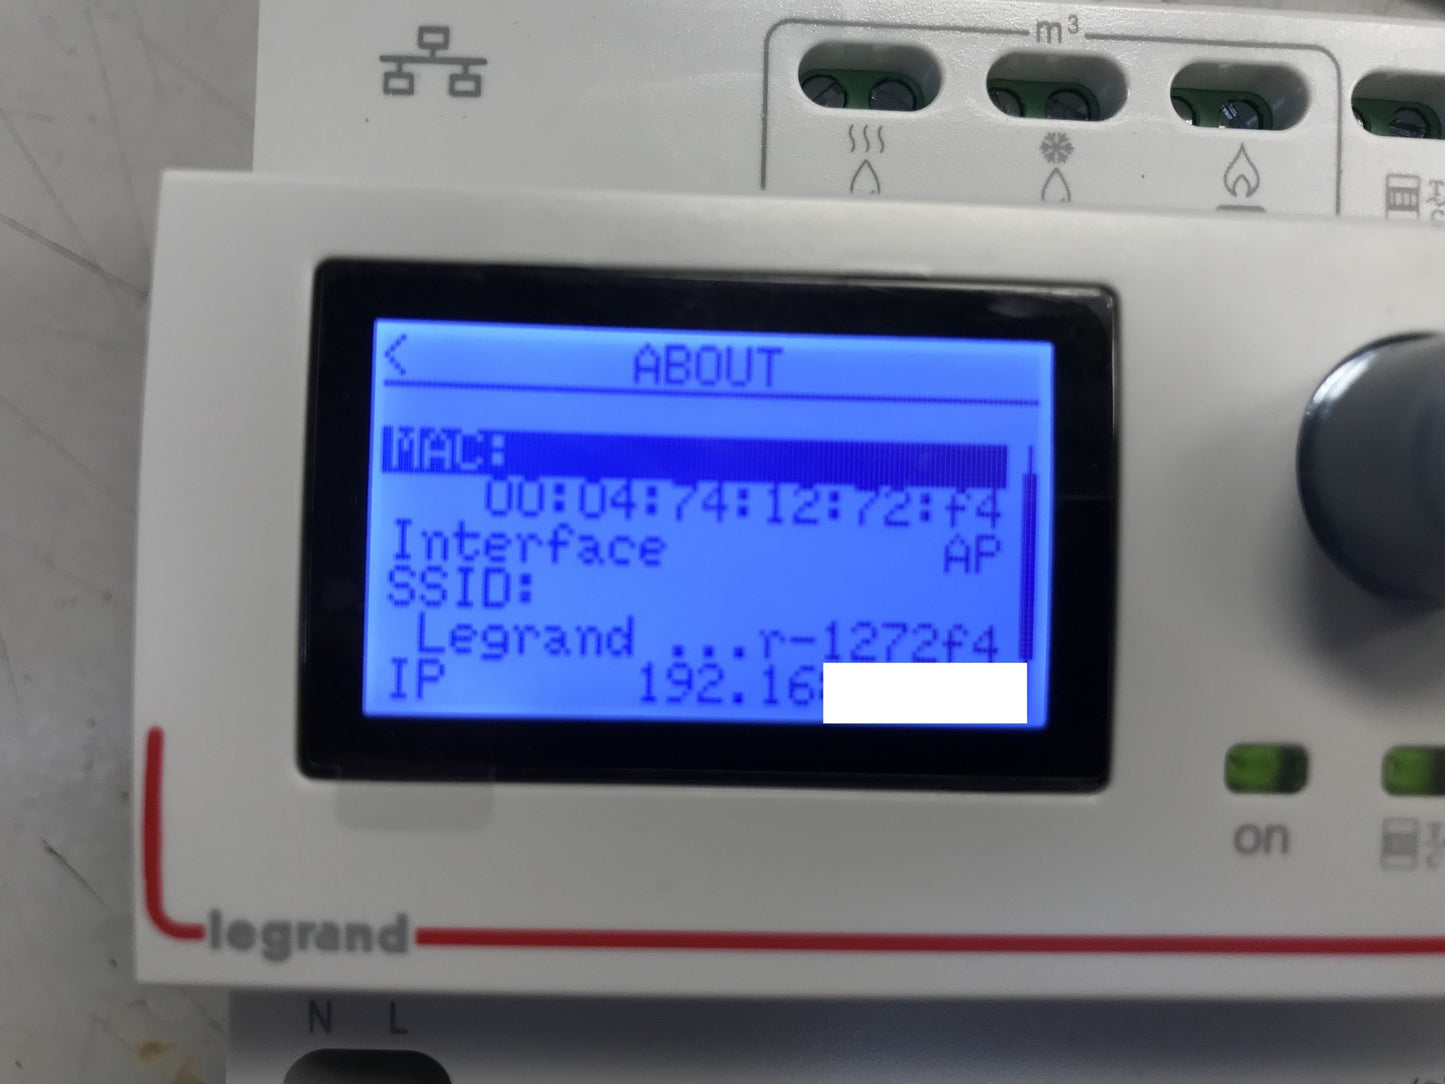 m³
< ABOUT
MAC:
00:04:74:12:72:f4
Interface AP
SSID:
Legrand ...r-1272f4
IP 192.16
on
legrand
N L